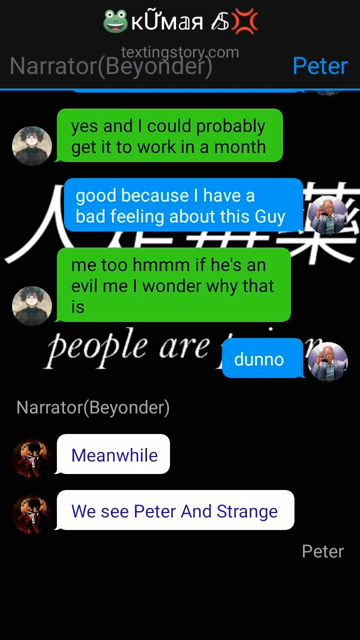 🐸кỮмαя 𝓐𝓢💢
textingstory.com
Narrator(Beyonder)
Peter
yes and I could probably
get it to work in a month
good because I have a
bad feeling about this Guy
me too hmmm if he's an
evil me I wonder why that
is
people are
dunno
Narrator(Beyonder)
Meanwhile
We see Peter And Strange
Peter